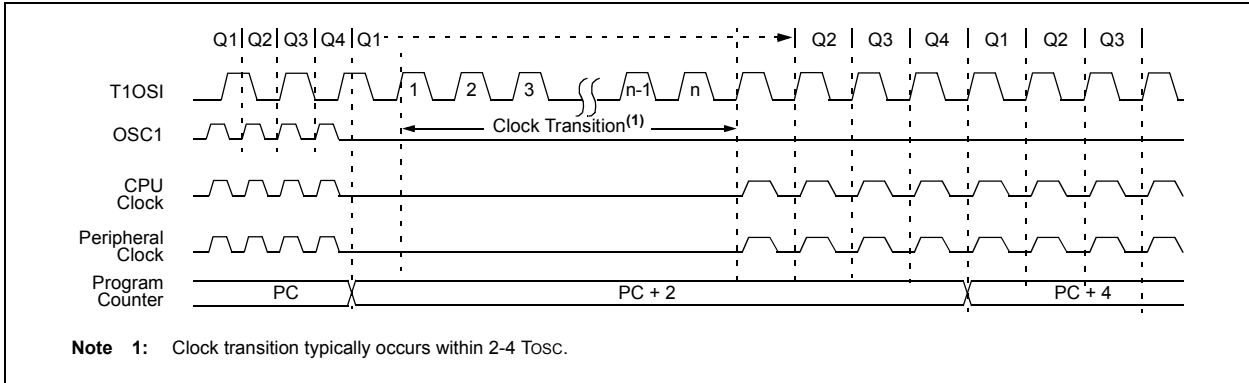 Q1 Q2 Q3 Q4 Q1 Q2 Q3 Q4 Q1 Q2 Q3
T1OSI 1 2 3 n-1 n
OSC1 Clock Transition(1)
CPU
Clock
Peripheral
Clock
Program
Counter PC PC + 2 PC + 4
Note 1: Clock transition typically occurs within 2-4 TOSC.